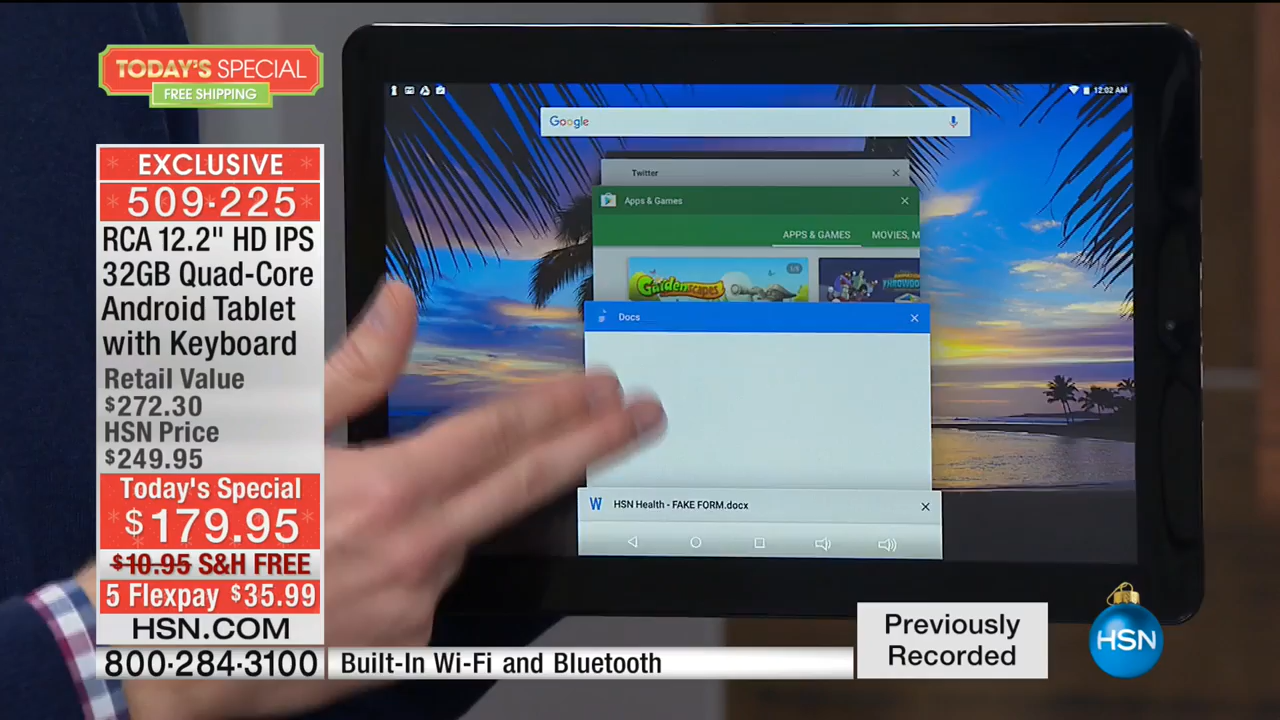 TODAY'S SPECIAL
FREE SHIPPING
EXCLUSIVE
509-225
RCA 12.2" HD IPS
32GB Quad-Core
Android Tablet
with Keyboard
Retail Value
$272.30
HSN Price
$249.95
Today's Special
$179.95
$10.95 S&H FREE
5 Flexpay $35.99
HSN.COM
800-284-3100
Built-In Wi-Fi and Bluetooth
12:02 AM
Google
Twitter
Apps & Games
APPS & GAMES MOVIES, M
Gardenscapes
1/5
THROWDOWN
Docs
W HSN Health - FAKE FORM.docx
Previously
Recorded
HSN